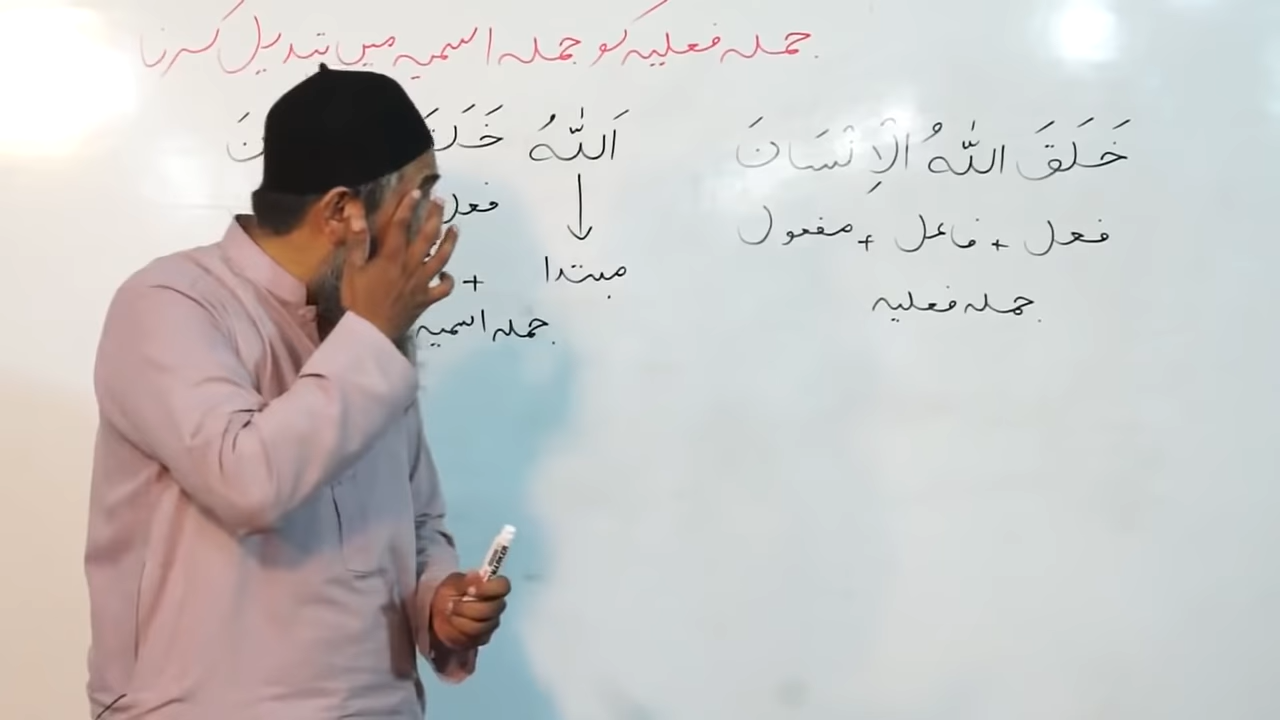 جملہ فعلیہ کو جملہ اسمیہ میں تبدیل کرنا
خَلَقَ اللّٰهُ الْاِنْسَانَ
فعل + فاعل + مفعول
جملہ فعلیہ
اَللّٰهُ
فعل
مبتدا +
جملہ اسمیہ